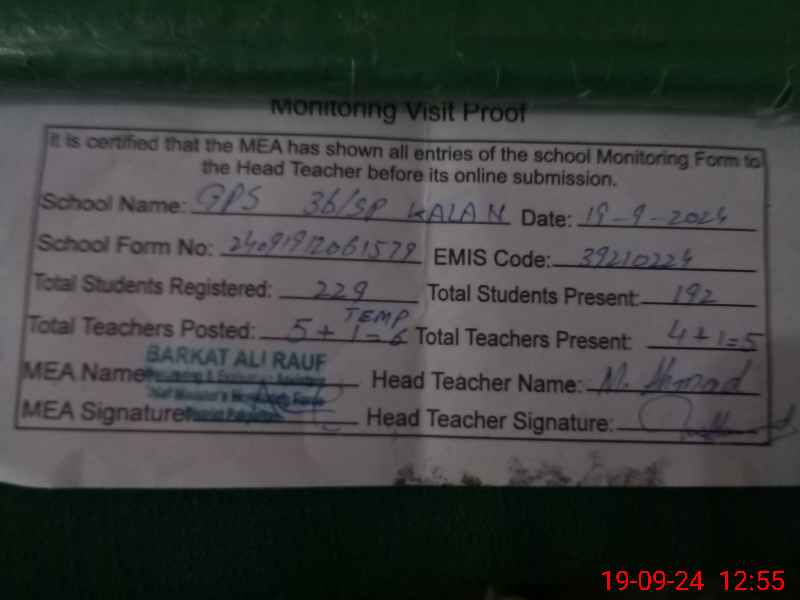 Monitoring Visit Proof
It is certified that the MEA has shown all entries of the school Monitoring Form to
the Head Teacher before its online submission.
School Name: GPS 36/SP KALAN Date: 19-9-2024
School Form No: 24091912061579 EMIS Code: 39210224
Total Students Registered: 229 Total Students Present: 192
TEMP
Total Teachers Posted: 5+1=6 Total Teachers Present: 4+1=5
BARKAT ALI RAUF
MEA Name Head Teacher Name: M. Ahmad
MEA Signature Head Teacher Signature:
19-09-24 12:55